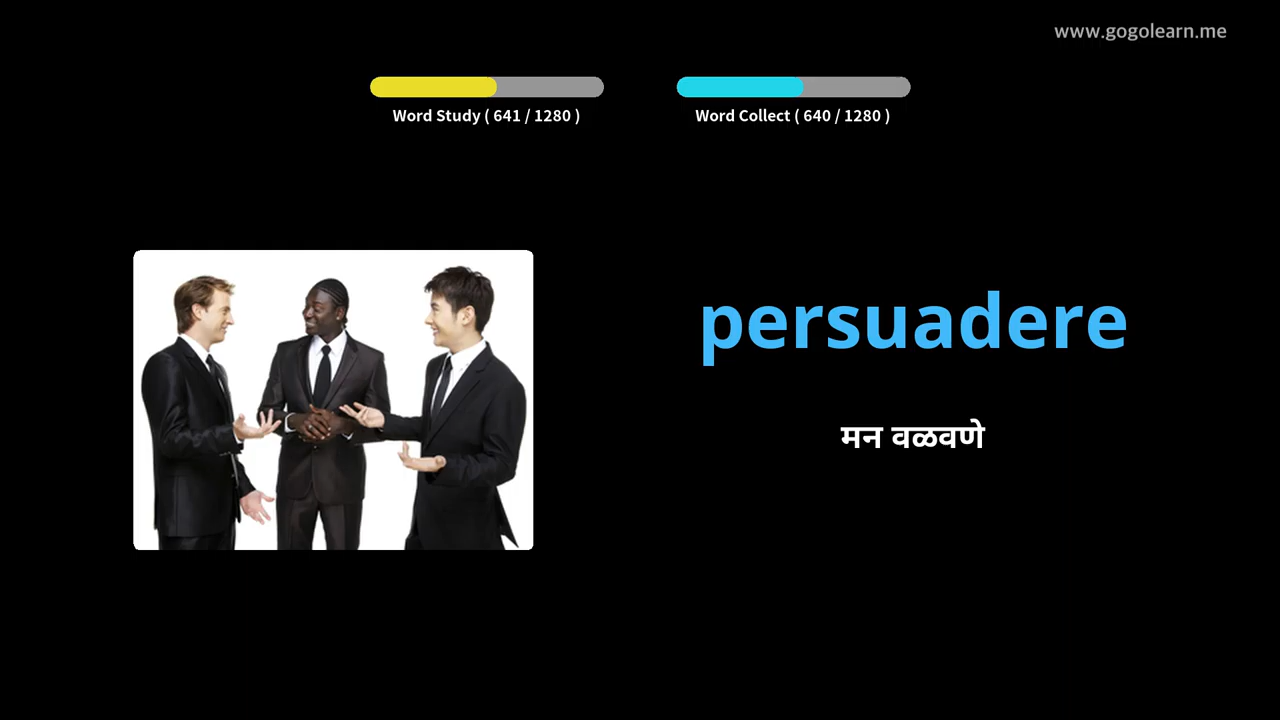 www.gogolearn.me
Word Study ( 641 / 1280 )
Word Collect ( 640 / 1280 )
persuadere
मन वळवणे